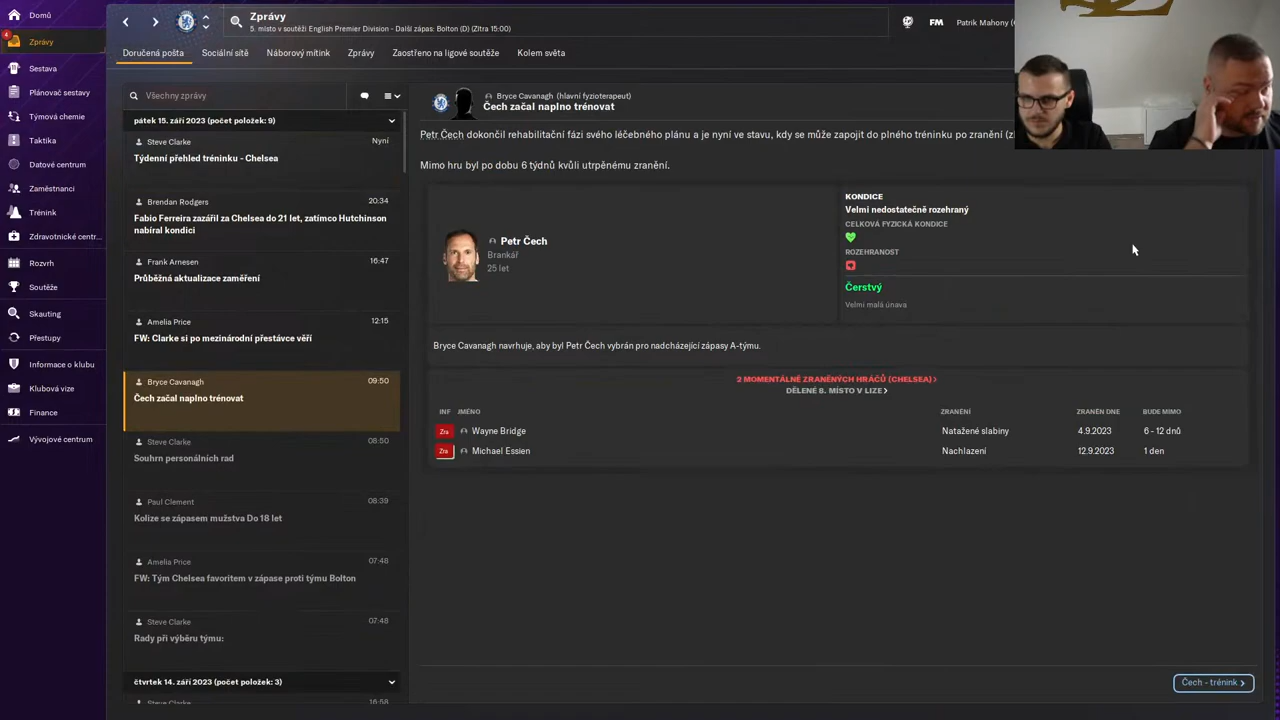 Domů
4
Zprávy
Sestava
Plánovač sestavy
Týmová chemie
Taktika
Datové centrum
Zaměstnanci
Trénink
Zdravotnické centr...
Rozvrh
Soutěže
Skauting
Přestupy
Informace o klubu
Klubová vize
Finance
Vývojové centrum
Zprávy
5. místo v soutěži English Premier Division - Další zápas: Bolton (D) (Zítra 15:00)
FM
Patrik Mahony (
Doručená pošta
Sociální sítě
Náborový mítink
Zprávy
Zaostřeno na ligové soutěže
Kolem světa
Všechny zprávy
pátek 15. září 2023 (počet položek: 9)
Steve Clarke
Nyní
Týdenní přehled tréninku - Chelsea
Brendan Rodgers
20:34
Fabio Ferreira zazářil za Chelsea do 21 let, zatímco Hutchinson
nabíral kondici
Frank Arnesen
16:47
Průběžná aktualizace zaměření
Amelia Price
12:15
FW: Clarke si po mezinárodní přestávce věří
Bryce Cavanagh
09:50
Čech začal naplno trénovat
Steve Clarke
08:50
Souhrn personálních rad
Paul Clement
08:39
Kolize se zápasem mužstva Do 18 let
Amelia Price
07:48
FW: Tým Chelsea favoritem v zápase proti týmu Bolton
Steve Clarke
07:48
Rady při výběru týmu:
čtvrtek 14. září 2023 (počet položek: 3)
Steve Clarke
16:58
Bryce Cavanagh (hlavní fyzioterapeut)
Čech začal naplno trénovat
Petr Čech dokončil rehabilitační fázi svého léčebného plánu a je nyní ve stavu, kdy se může zapojit do plného tréninku po zranění
Mimo hru byl po dobu 6 týdnů kvůli utrpěnému zranění.
Petr Čech
Brankář
25 let
KONDICE
Velmi nedostatečně rozehraný
CELKOVÁ FYZICKÁ KONDICE
ROZEHRANOST
Čerstvý
Velmi malá únava
Bryce Cavanagh navrhuje, aby byl Petr Čech vybrán pro nadcházející zápasy A-týmu.
2 MOMENTÁLNĚ ZRANĚNÝCH HRÁČŮ (CHELSEA) >
DĚLENÉ 8. MÍSTO V LIZE >
INF JMÉNO ZRANĚNÍ ZRANĚN DNE BUDE MIMO
Zra Wayne Bridge Natažené slabiny 4.9.2023 6 - 12 dnů
Zra Michael Essien Nachlazení 12.9.2023 1 den
Čech - trénink >